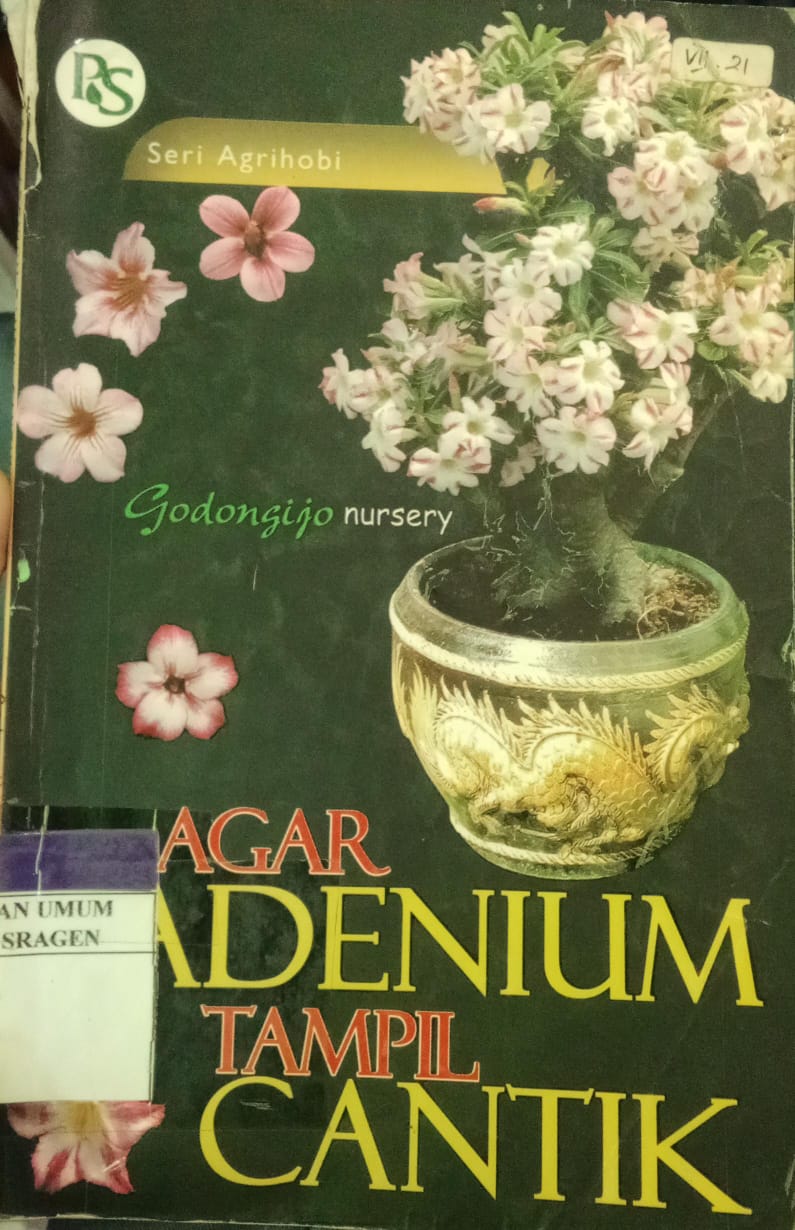 PS
VII.21
Seri Agrihobi
Godongijo nursery
AGAR
ADENIUM
TAMPIL
CANTIK
AN UMUM
SRAGEN